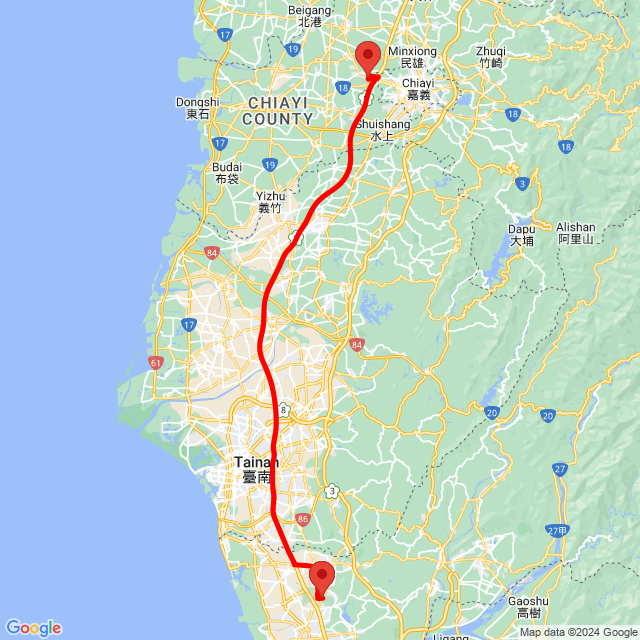 Beigang
北港
19
Minxiong
民雄
Zhuqi
竹崎
17
19
18
Chiayi
嘉義
Dongshi
東石
CHIAYI
COUNTY
Shuishang
水上
17
18
Budai
布袋
19
3
Yizhu
義竹
Dapu
大埔
Alishan
阿里山
84
17
84
61
8
20
20
Tainan
臺南
27
3
86
27甲
Gaoshu
高樹
Google
Map data ©2024 Google